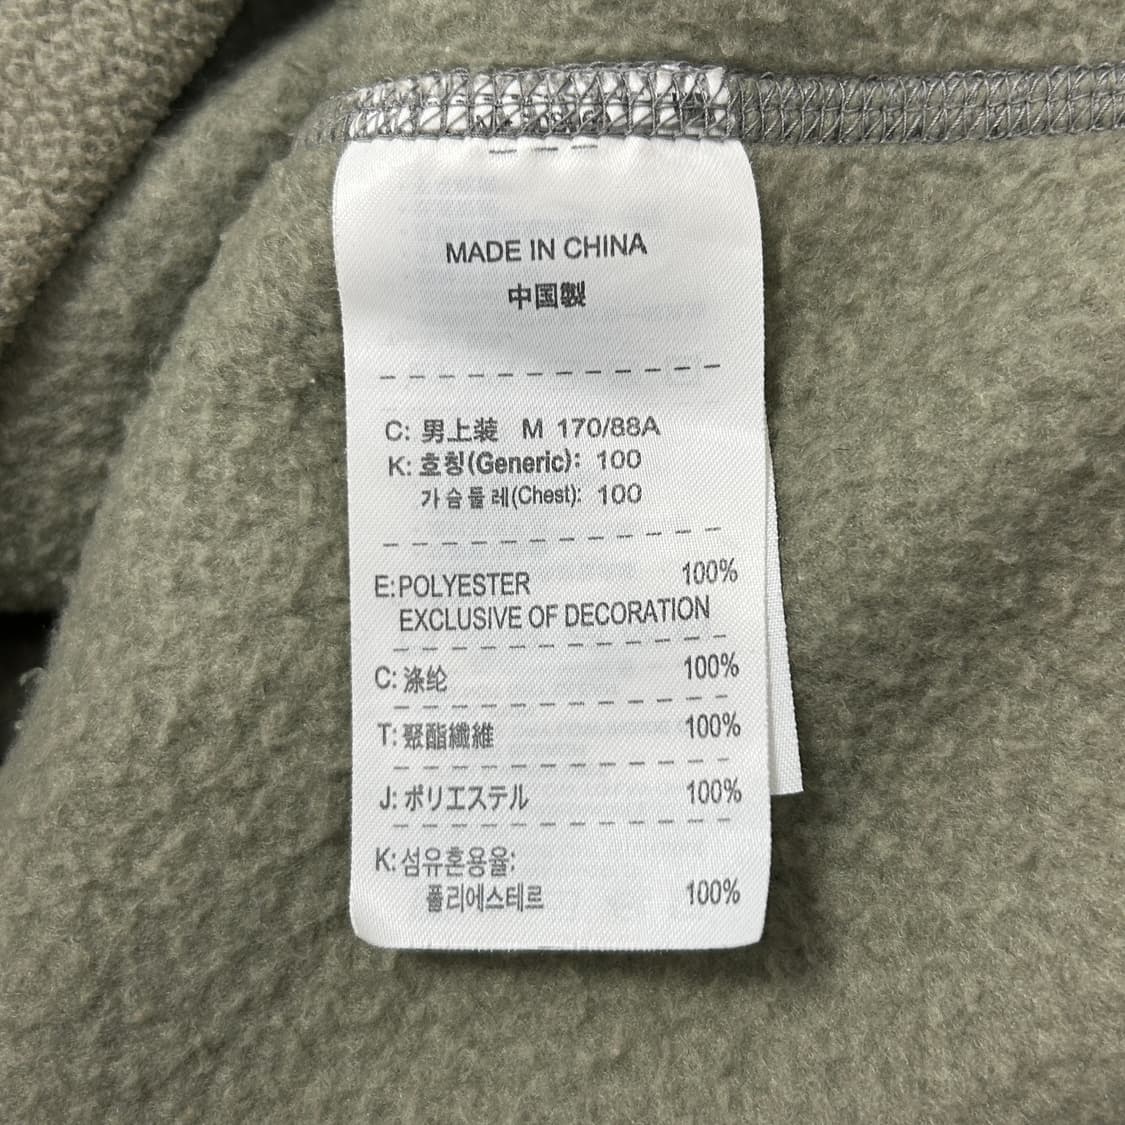 MADE IN CHINA
中国製
C: 男上装 M 170/88A
K: 호칭(Generic): 100
가슴둘레(Chest): 100
E:POLYESTER 100%
EXCLUSIVE OF DECORATION
C: 涤纶 100%
T: 聚酯纖維 100%
J: ポリエステル 100%
K: 섬유혼용율:
폴리에스테르 100%